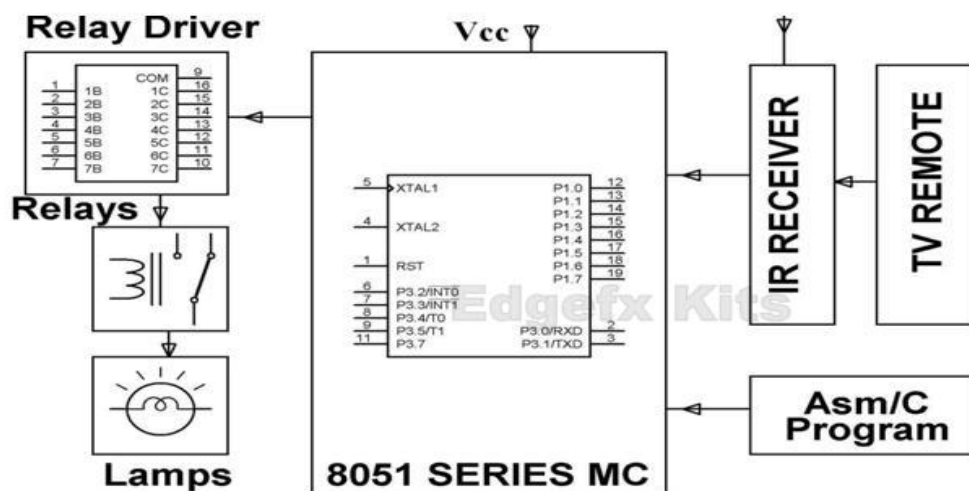 Relay Driver
COM 9
1 1B 1C 16
2 2B 2C 15
3 3B 3C 14
4 4B 4C 13
5 5B 5C 12
6 6B 6C 11
7 7B 7C 10
Relays
Lamps
Vcc
5 XTAL1 P1.0 12
P1.1 13
P1.2 14
4 XTAL2 P1.3 15
P1.4 16
P1.5 17
1 RST P1.6 18
P1.7 19
6 P3.2/INT0
7 P3.3/INT1
8 P3.4/T0
9 P3.5/T1 P3.0/RXD 2
11 P3.7 P3.1/TXD 3
Edgefx Kits
8051 SERIES MC
IR RECEIVER
TV REMOTE
Asm/C
Program